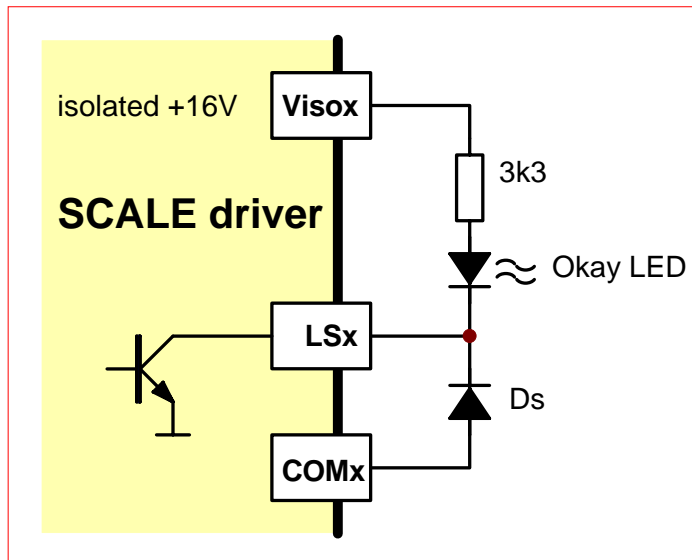 isolated +16V
Visox
3k3
SCALE driver
Okay LED
LSx
Ds
COMx